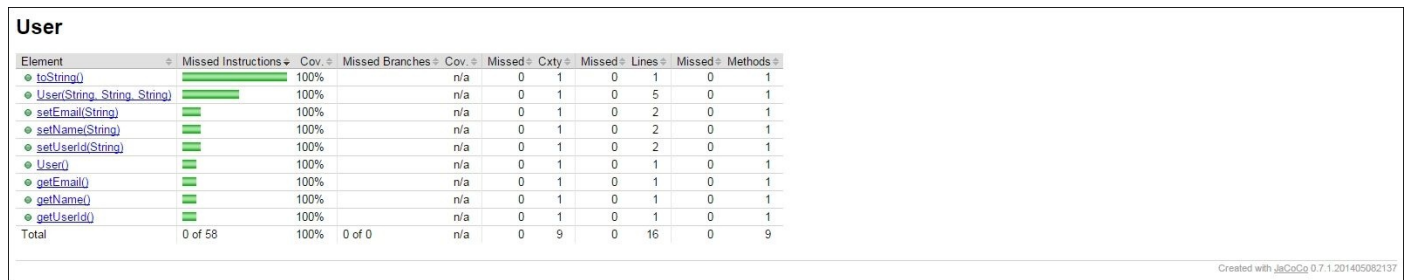 User
Element Missed Instructions Cov. Missed Branches Cov. Missed Cxty Missed Lines Missed Methods
toString() 100% n/a 0 1 0 1 0 1
User(String, String, String) 100% n/a 0 1 0 5 0 1
setEmail(String) 100% n/a 0 1 0 2 0 1
setName(String) 100% n/a 0 1 0 2 0 1
setUserId(String) 100% n/a 0 1 0 2 0 1
User() 100% n/a 0 1 0 1 0 1
getEmail() 100% n/a 0 1 0 1 0 1
getName() 100% n/a 0 1 0 1 0 1
getUserId() 100% n/a 0 1 0 1 0 1
Total 0 of 58 100% 0 of 0 n/a 0 9 0 16 0 9
Created with JaCoCo 0.7.1.201405082137